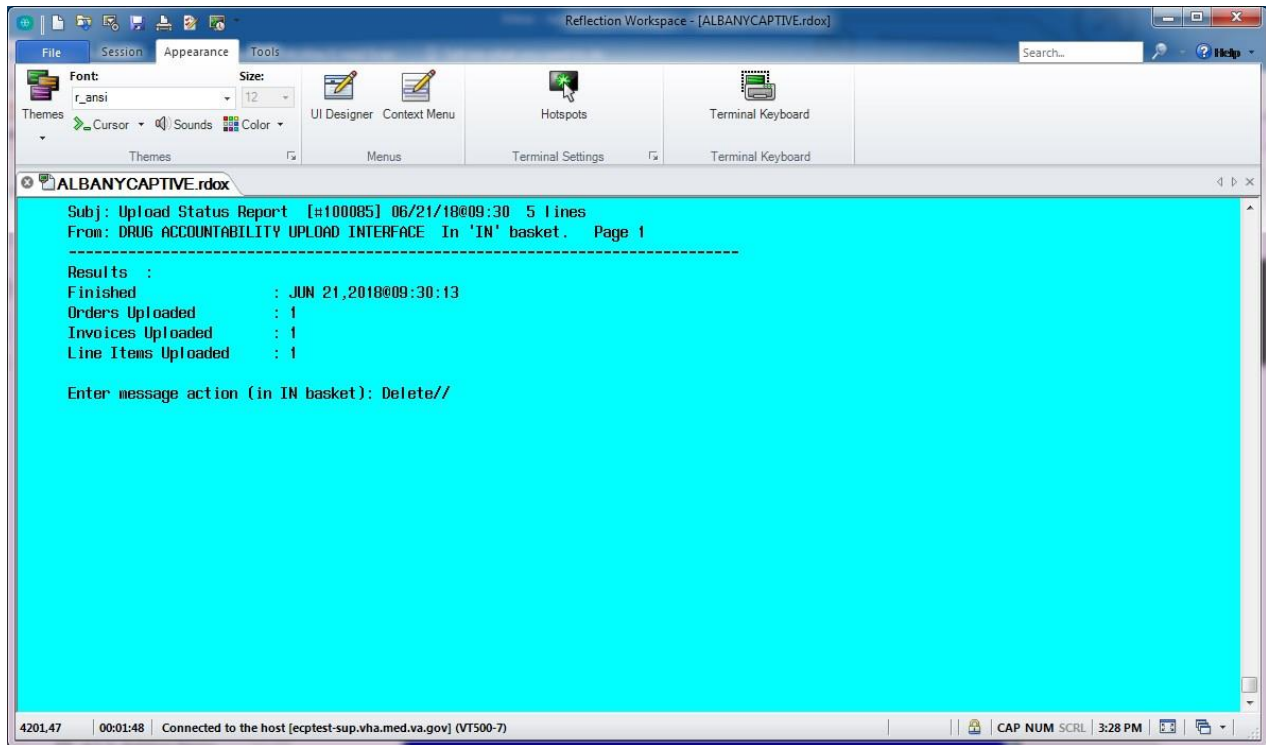 Reflection Workspace - [ALBANYCAPTIVE.rdox]
File Session Appearance Tools Search... Help
Font: Size:
r_ansi 12
Themes Cursor Sounds Color UI Designer Context Menu Hotspots Terminal Keyboard
Themes Menus Terminal Settings Terminal Keyboard
ALBANYCAPTIVE.rdox
Subj: Upload Status Report [#100085] 06/21/18@09:30 5 lines
From: DRUG ACCOUNTABILITY UPLOAD INTERFACE In 'IN' basket. Page 1
-------------------------------------------------------------------------------
Results :
Finished : JUN 21,2018@09:30:13
Orders Uploaded : 1
Invoices Uploaded : 1
Line Items Uploaded : 1
Enter message action (in IN basket): Delete//
4201,47 00:01:48 Connected to the host [ecptest-sup.vha.med.va.gov] (VT500-7) CAP NUM SCRL 3:28 PM